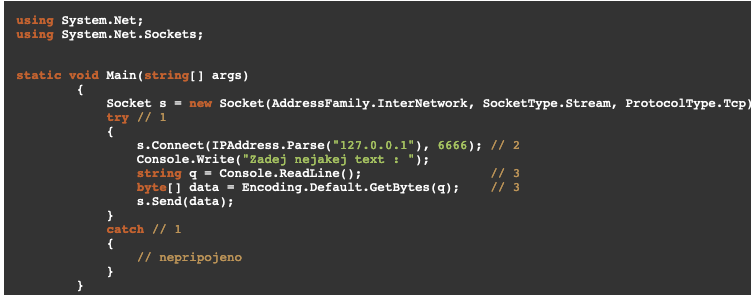 using System.Net;
using System.Net.Sockets;
static void Main(string[] args)
{
Socket s = new Socket(AddressFamily.InterNetwork, SocketType.Stream, ProtocolType.Tcp)
try // 1
{
s.Connect(IPAddress.Parse("127.0.0.1"), 6666); // 2
Console.Write("Zadej nejakej text : ");
string q = Console.ReadLine(); // 3
byte[] data = Encoding.Default.GetBytes(q); // 3
s.Send(data);
}
catch // 1
{
// nepripojeno
}
}